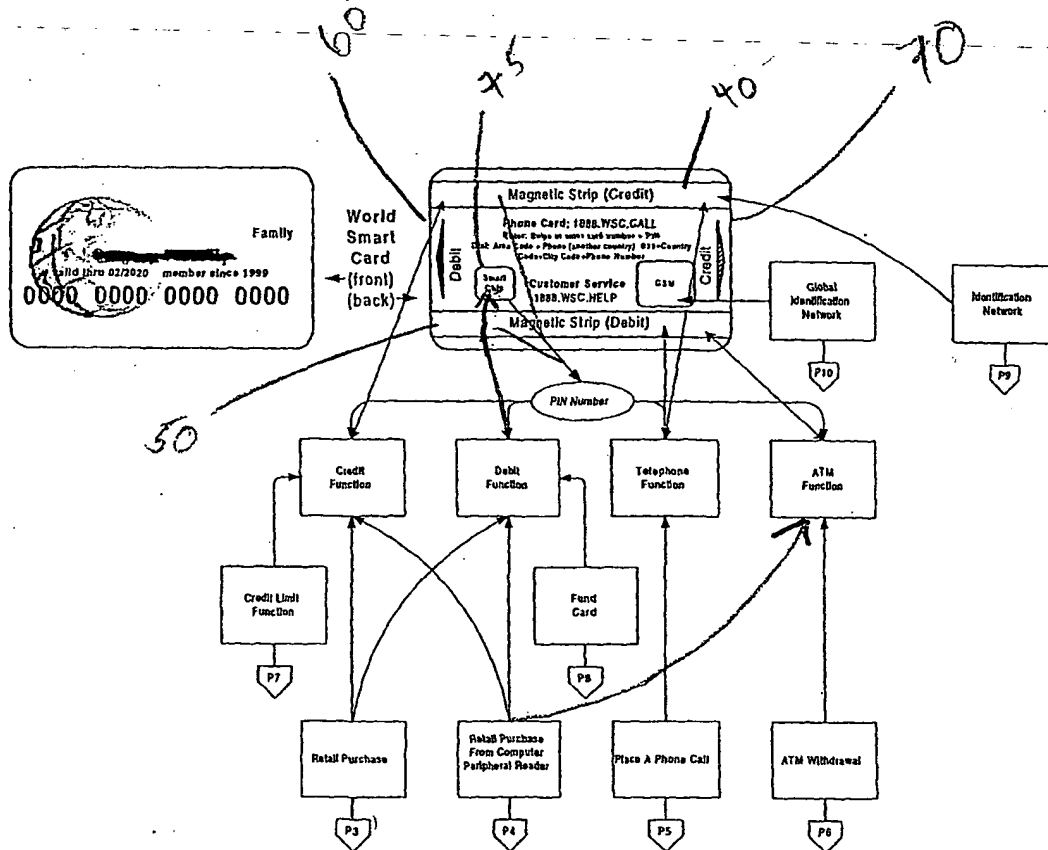 60
75
40
70
Family
valid thru 02/2020 member since 1999
0000 0000 0000 0000
World
Smart
Card
(front)
(back)
Magnetic Strip (Credit)
Phone Card; 1888.WSC.CALL
Debit
Smart
Credit
GSM
Customer Service
1888.WSC.HELP
Magnetic Strip (Debit)
Global
Identification
Network
Identification
Network
P10
P9
50
PIN Number
Credit
Function
Debit
Function
Telephone
Function
ATM
Function
Credit Limit
Function
Fund
Card
P7
P8
Retail Purchase
Retail Purchase
From Computer
Peripheral Reader
Place A Phone Call
ATM Withdrawal
P3
P4
P5
P6